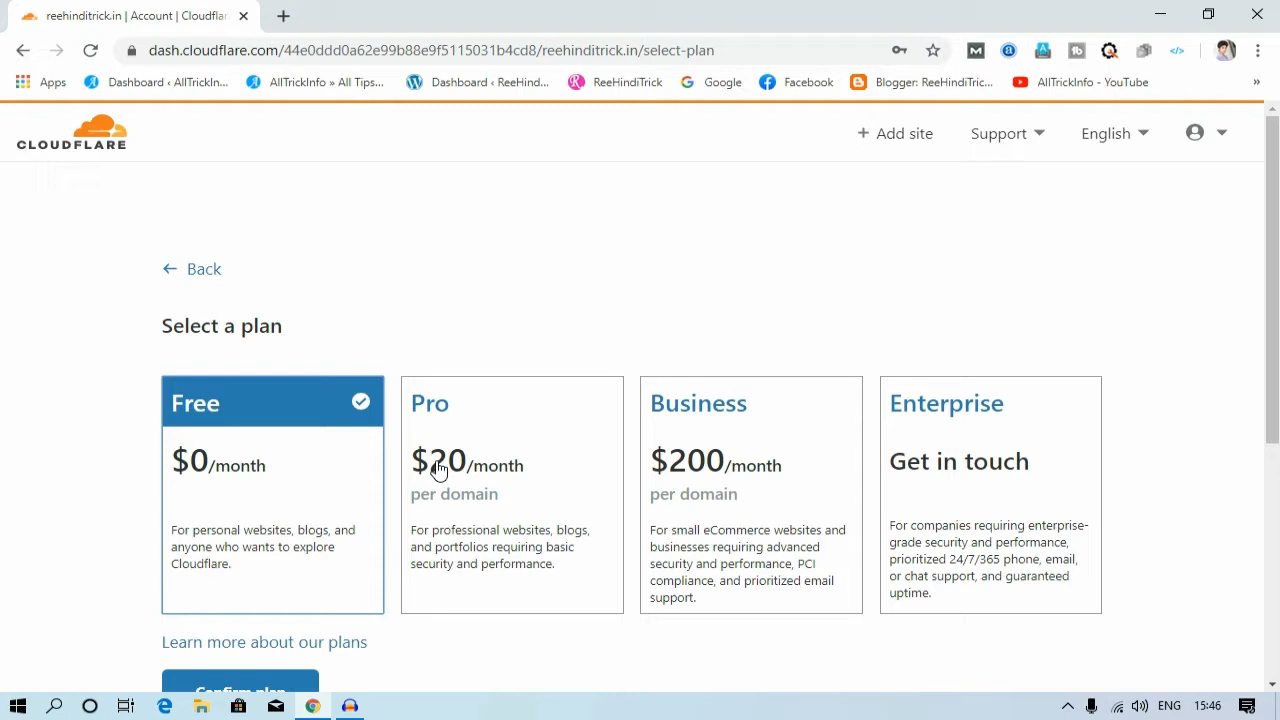 reehinditrick.in | Account | Cloudflar
dash.cloudflare.com/44e0ddd0a62e99b88e9f5115031b4cd8/reehinditrick.in/select-plan
Apps
Dashboard ‹ AllTrickIn...
AllTrickInfo » All Tips...
Dashboard ‹ ReeHind...
ReeHindiTrick
Google
Facebook
Blogger: ReeHindiTric...
AllTrickInfo - YouTube
»
CLOUDFLARE
+ Add site
Support
English
← Back
Select a plan
Free
$0/month
For personal websites, blogs, and
anyone who wants to explore
Cloudflare.
Pro
$20/month
per domain
For professional websites, blogs,
and portfolios requiring basic
security and performance.
Business
$200/month
per domain
For small eCommerce websites and
businesses requiring advanced
security and performance, PCI
compliance, and prioritized email
support.
Enterprise
Get in touch
For companies requiring enterprise-
grade security and performance,
prioritized 24/7/365 phone, email,
or chat support, and guaranteed
uptime.
Learn more about our plans
Confirm plan
ENG
15:46